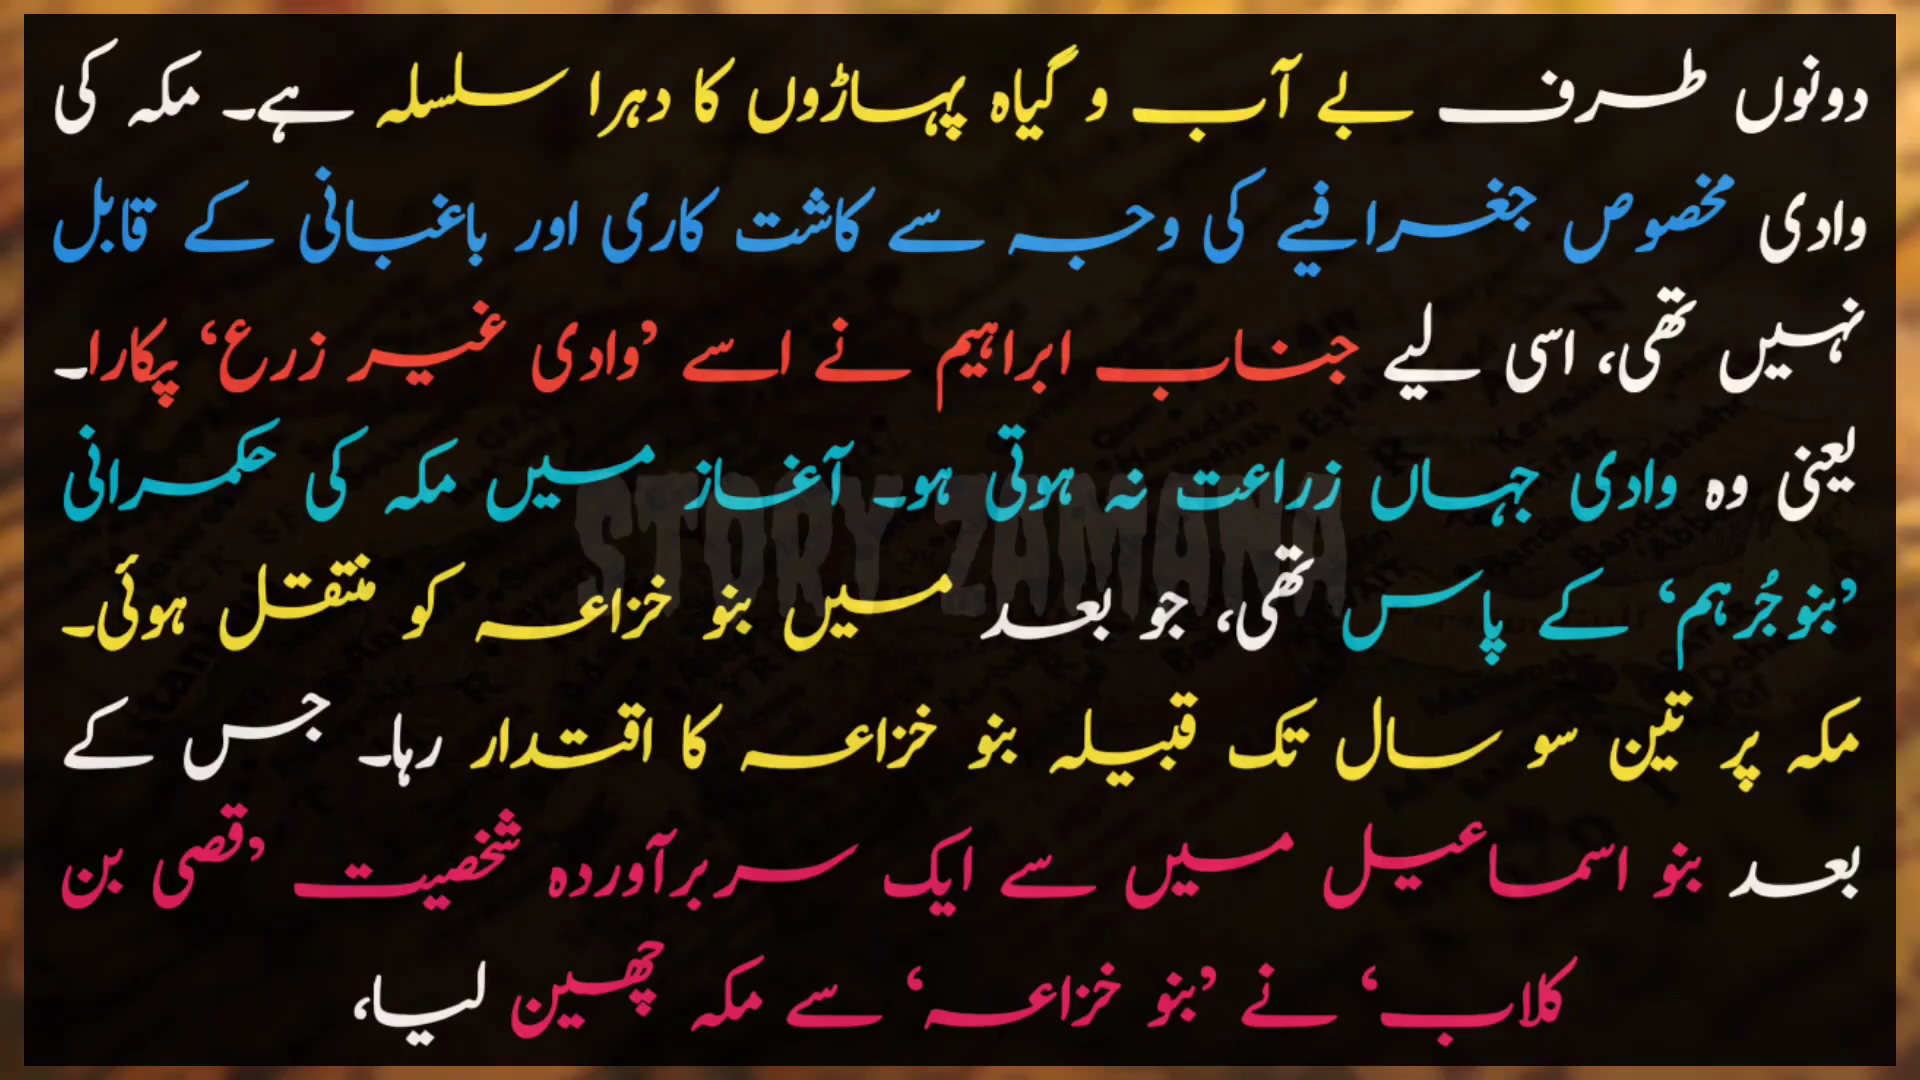 دونوں طرف بے آب و گیاہ پہاڑوں کا دہرا سلسلہ ہے۔ مکہ کی
وادی مخصوص جغرافیے کی وجہ سے کاشت کاری اور باغبانی کے قابل
نہیں تھی، اسی لیے جناب ابراہیم نے اسے ’وادی غیر زرع‘ پکارا۔
یعنی وہ وادی جہاں زراعت نہ ہوتی ہو۔ آغاز میں مکہ کی حکمرانی
STORY ZAMANA
’بنو جُرہم‘ کے پاس تھی، جو بعد میں بنو خزاعہ کو منتقل ہوئی۔
مکہ پر تین سو سال تک قبیلہ بنو خزاعہ کا اقتدار رہا۔ جس کے
بعد بنو اسماعیل میں سے ایک سربرآوردہ شخصیت ’قصی بن
کلاب‘ نے ’بنو خزاعہ‘ سے مکہ چھین لیا،